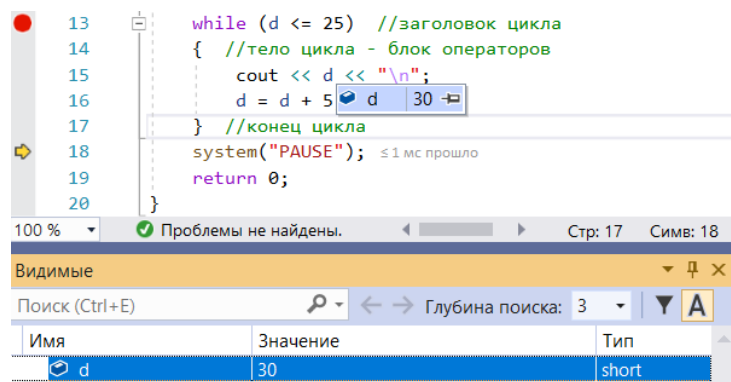 13 while (d <= 25) //заголовок цикла
14 { //тело цикла - блок операторов
15 cout << d << "\n";
16 d = d + 5 d 30
17 } //конец цикла
18 system("PAUSE"); ≤1 мс прошло
19 return 0;
20 }
100 % Проблемы не найдены. Стр: 17 Симв: 18
Видимые
Поиск (Ctrl+E) Глубина поиска: 3 A
Имя Значение Тип
d 30 short